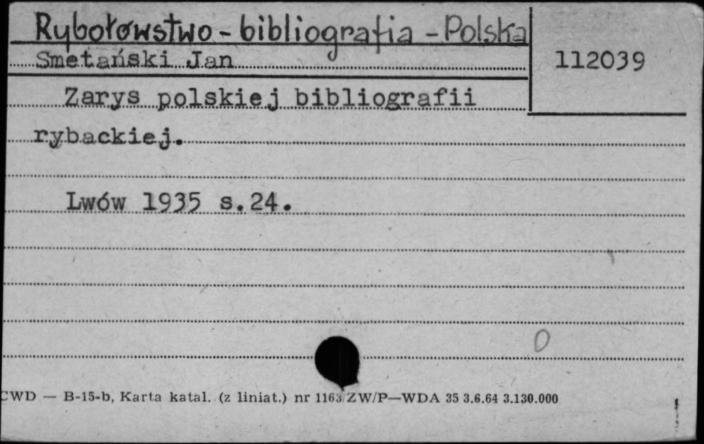 Rybołówstwo - bibliografia - Polska
Smetański Jan
112039
Zarys polskiej bibliografii
rybackiej.
Lwów 1935 s.24.
0
CWD — B-15-b, Karta katal. (z liniat.) nr 1163 ZW/P—WDA 35 3.6.64 3.130.000